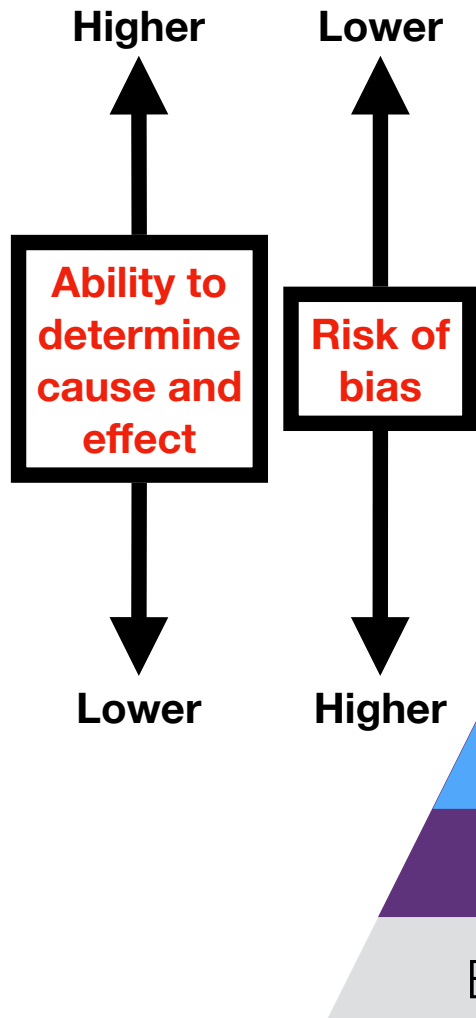 Higher
Lower
Ability to
determine
cause and
effect
Risk of
bias
Lower
Higher